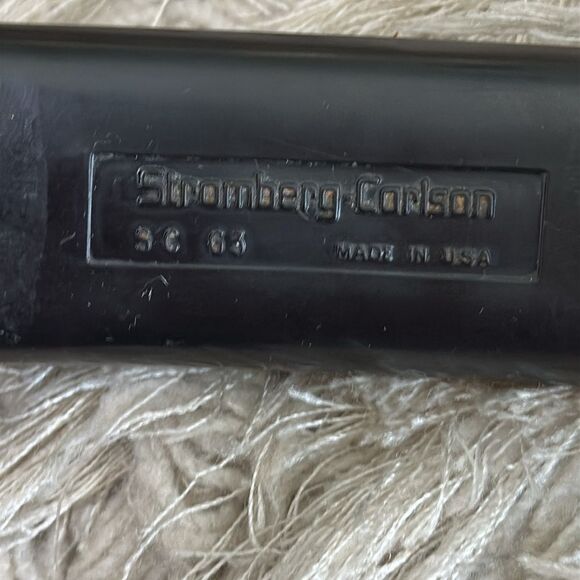 Stromberg-Carlson
SC 63 MADE IN USA